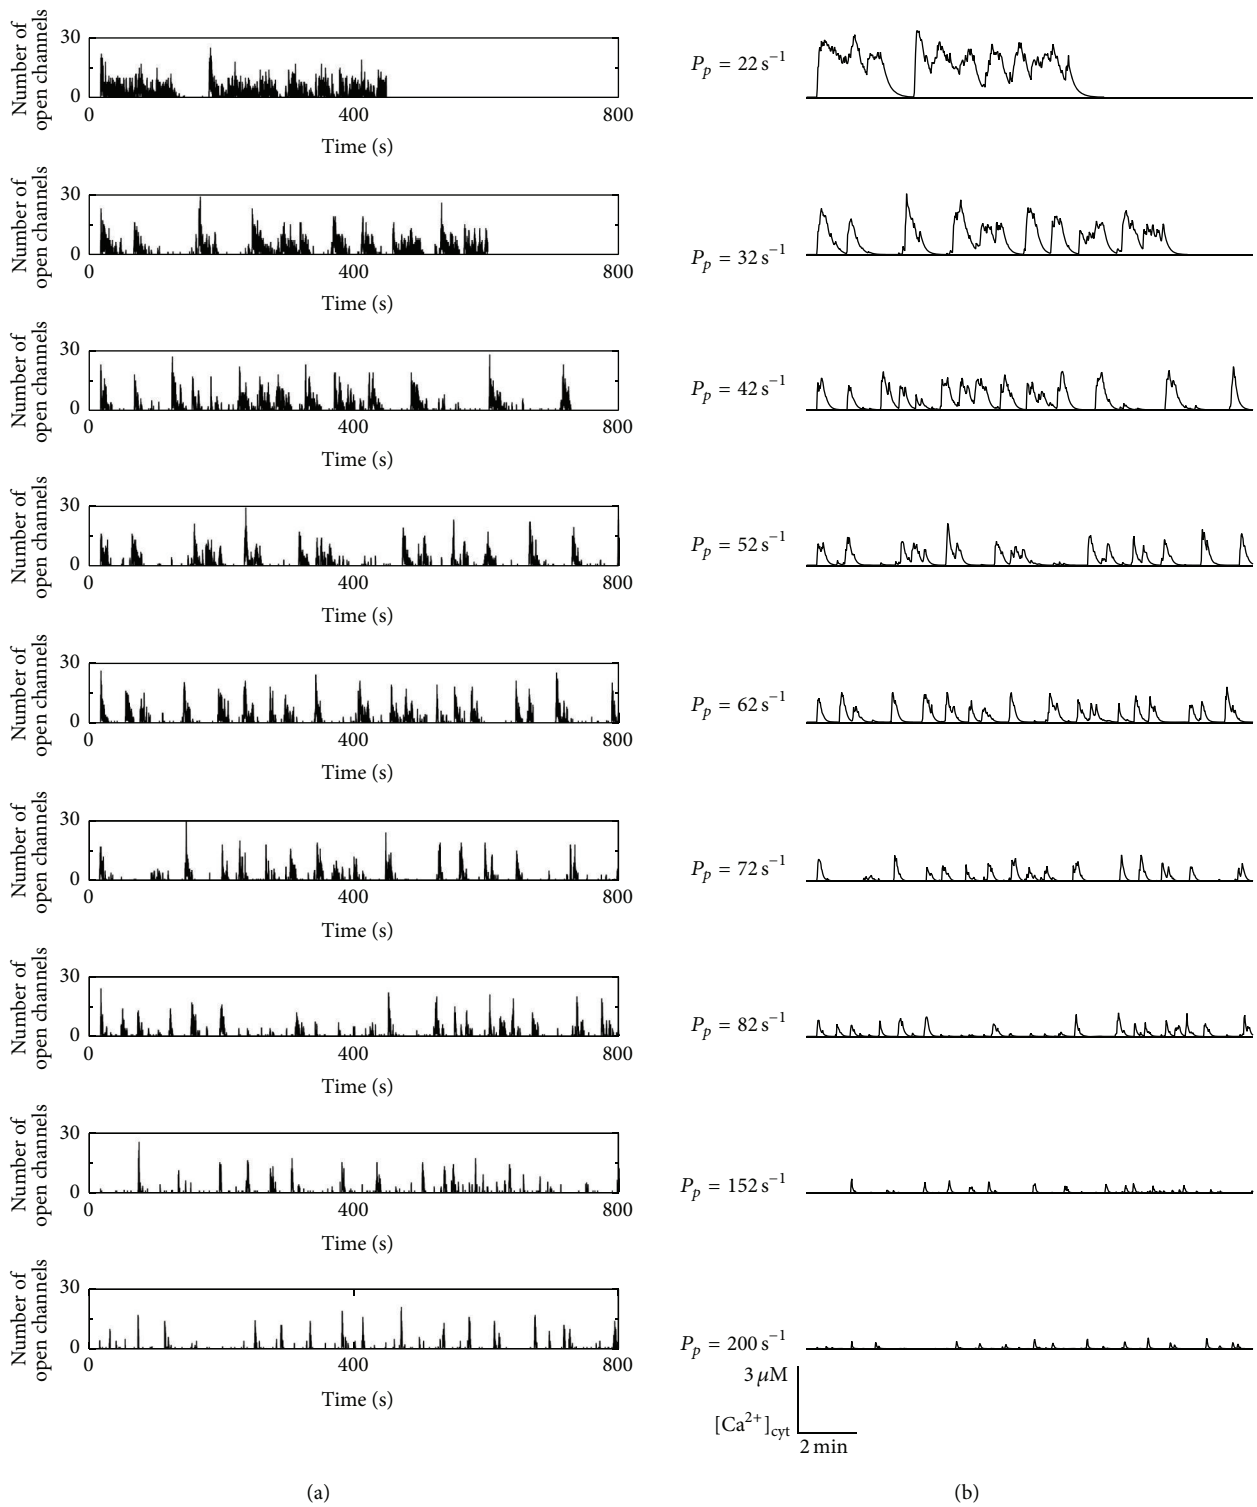 Number of
open channels
30
0
0
400
800
Time (s)
P_p = 22 s⁻¹
Number of
open channels
30
0
0
400
800
Time (s)
P_p = 32 s⁻¹
Number of
open channels
30
0
0
400
800
Time (s)
P_p = 42 s⁻¹
Number of
open channels
30
0
0
400
800
Time (s)
P_p = 52 s⁻¹
Number of
open channels
30
0
0
400
800
Time (s)
P_p = 62 s⁻¹
Number of
open channels
30
0
0
400
800
Time (s)
P_p = 72 s⁻¹
Number of
open channels
30
0
0
400
800
Time (s)
P_p = 82 s⁻¹
Number of
open channels
30
0
0
400
800
Time (s)
P_p = 152 s⁻¹
Number of
open channels
30
0
0
400
800
Time (s)
P_p = 200 s⁻¹
3 μM
[Ca²⁺]cyt
2 min
(a)
(b)